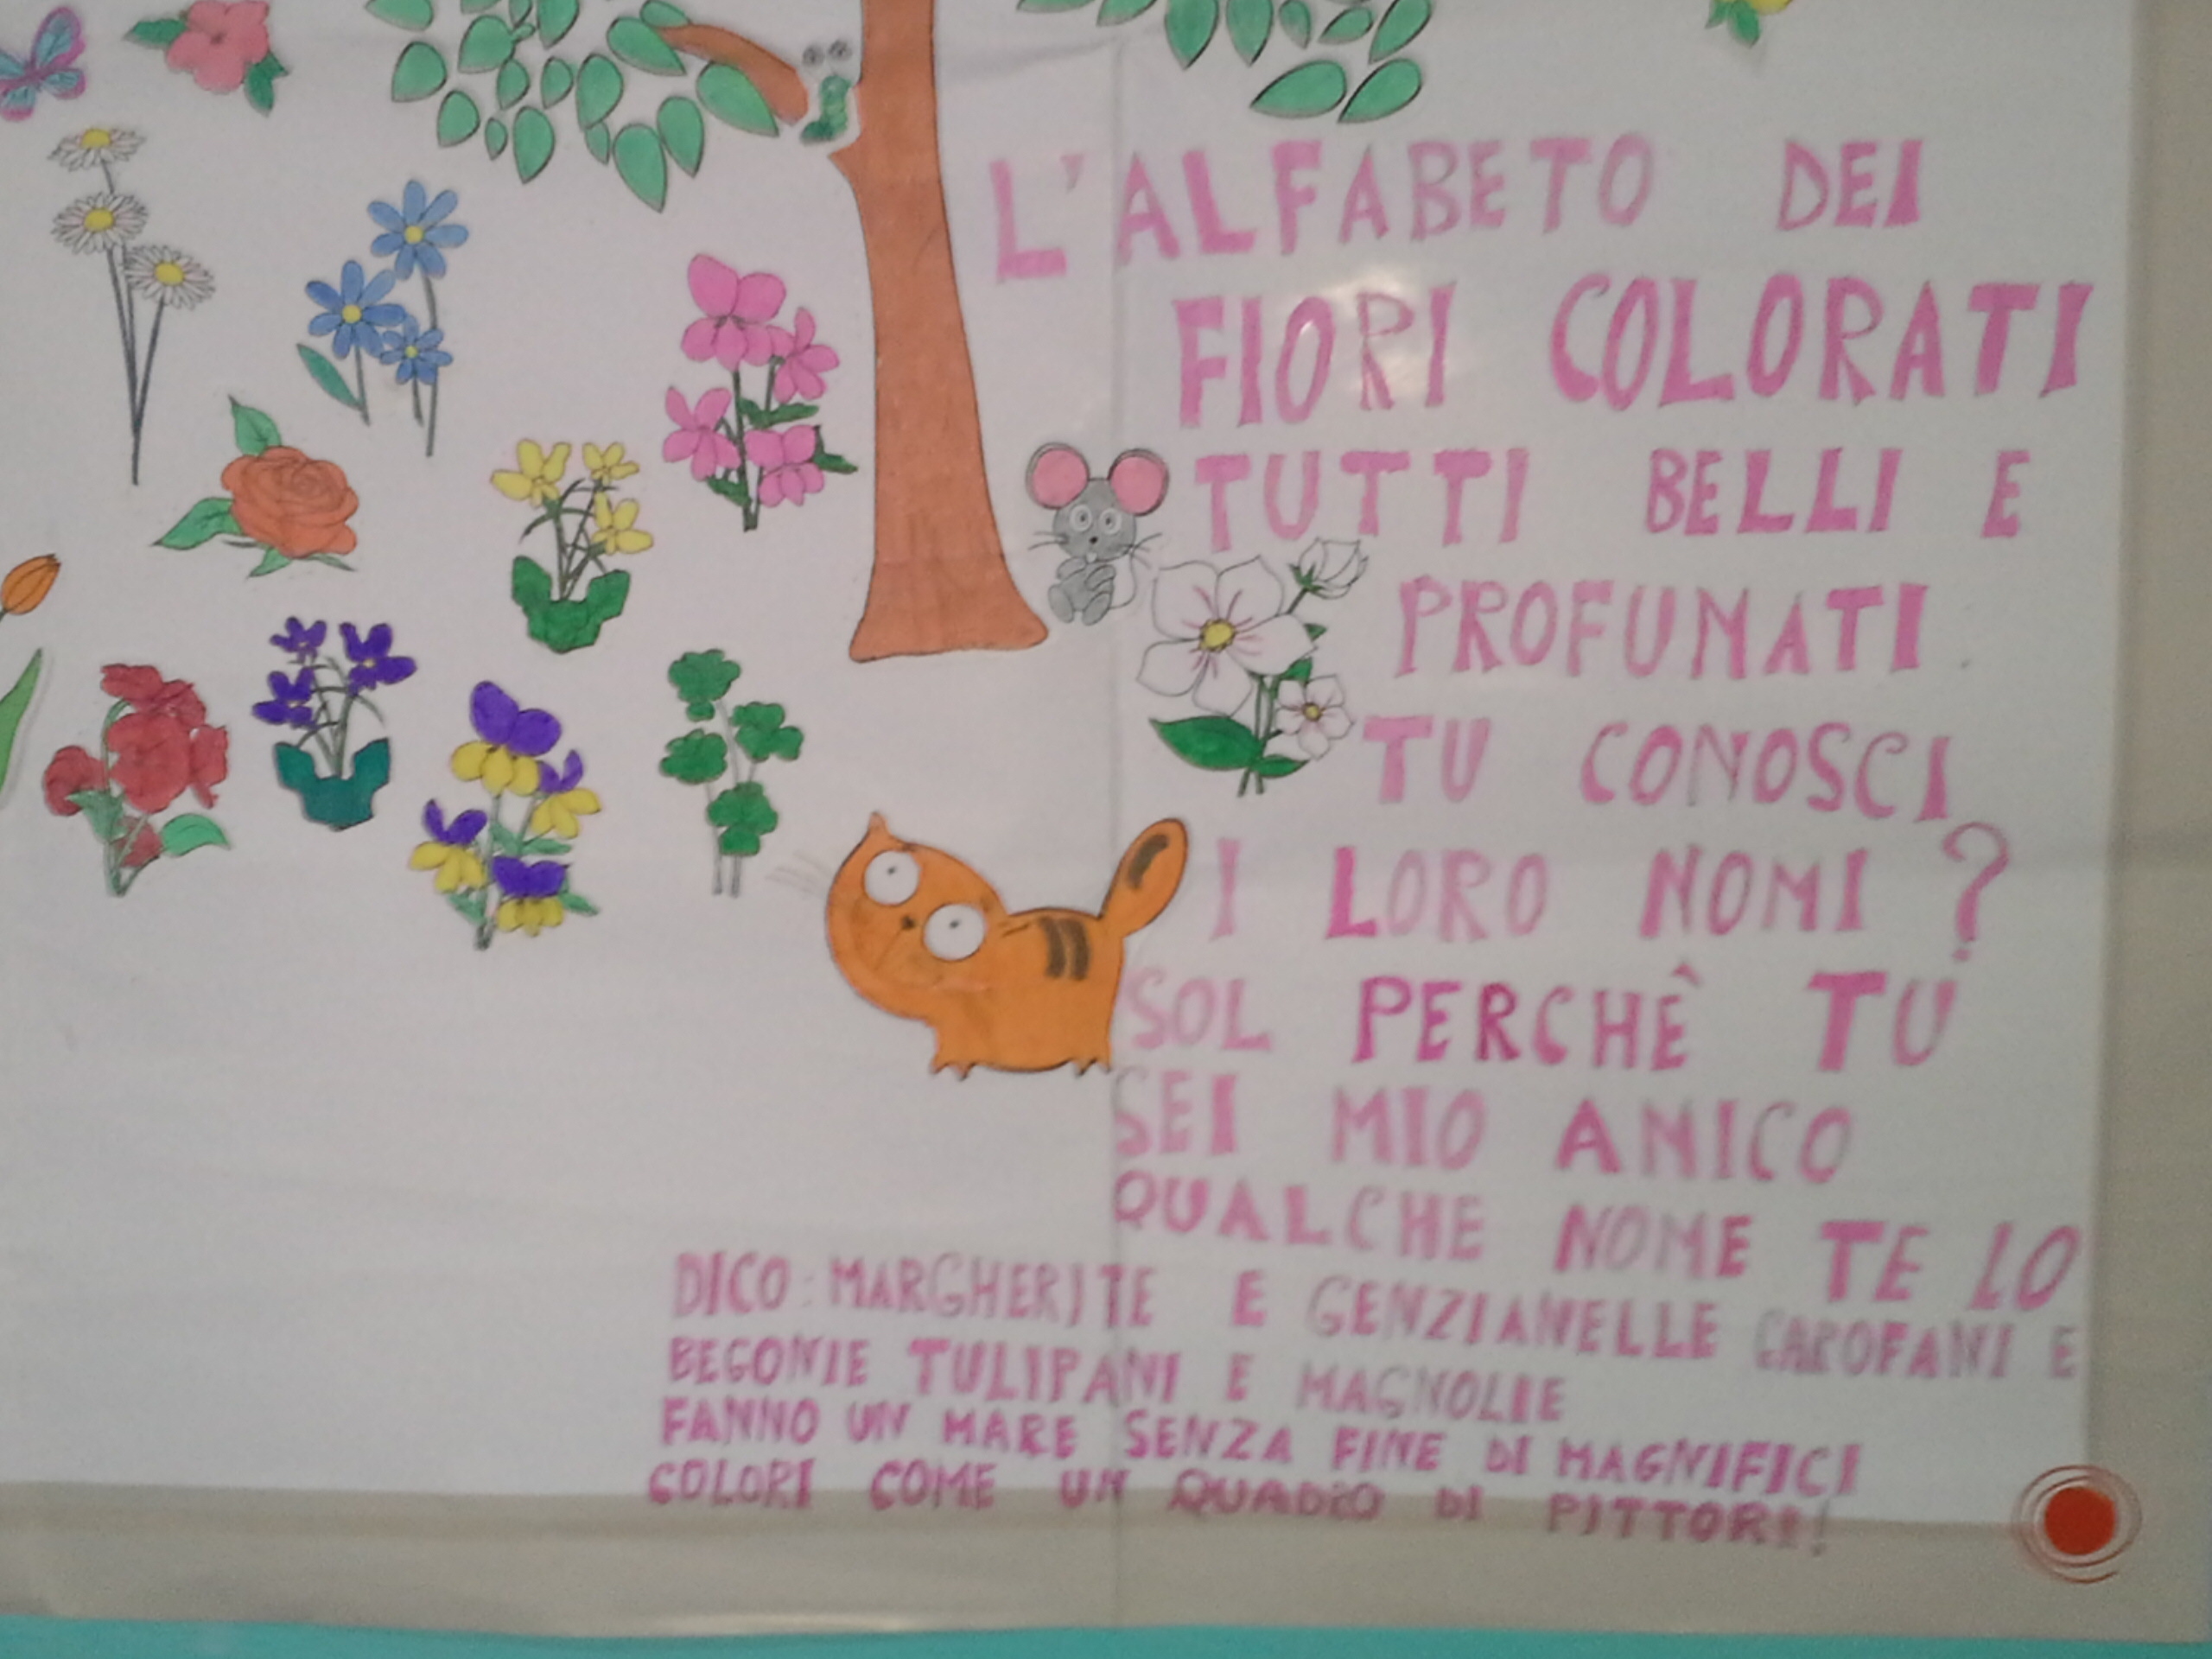 L'ALFABETO DEI
FIORI COLORATI
TUTTI BELLI E
PROFUMATI.
TU CONOSCI
I LORO NOMI?
SOL PERCHÈ TU
SEI MIO AMICO
QUALCHE NOME TE LO
DICO: MARGHERITE E GENZIANELLE GAROFANI E
BEGONIE TULIPANI E MAGNOLIE
FANNO UN MARE SENZA FINE DI MAGNIFICI
COLORI COME UN QUADRO DI PITTORI!